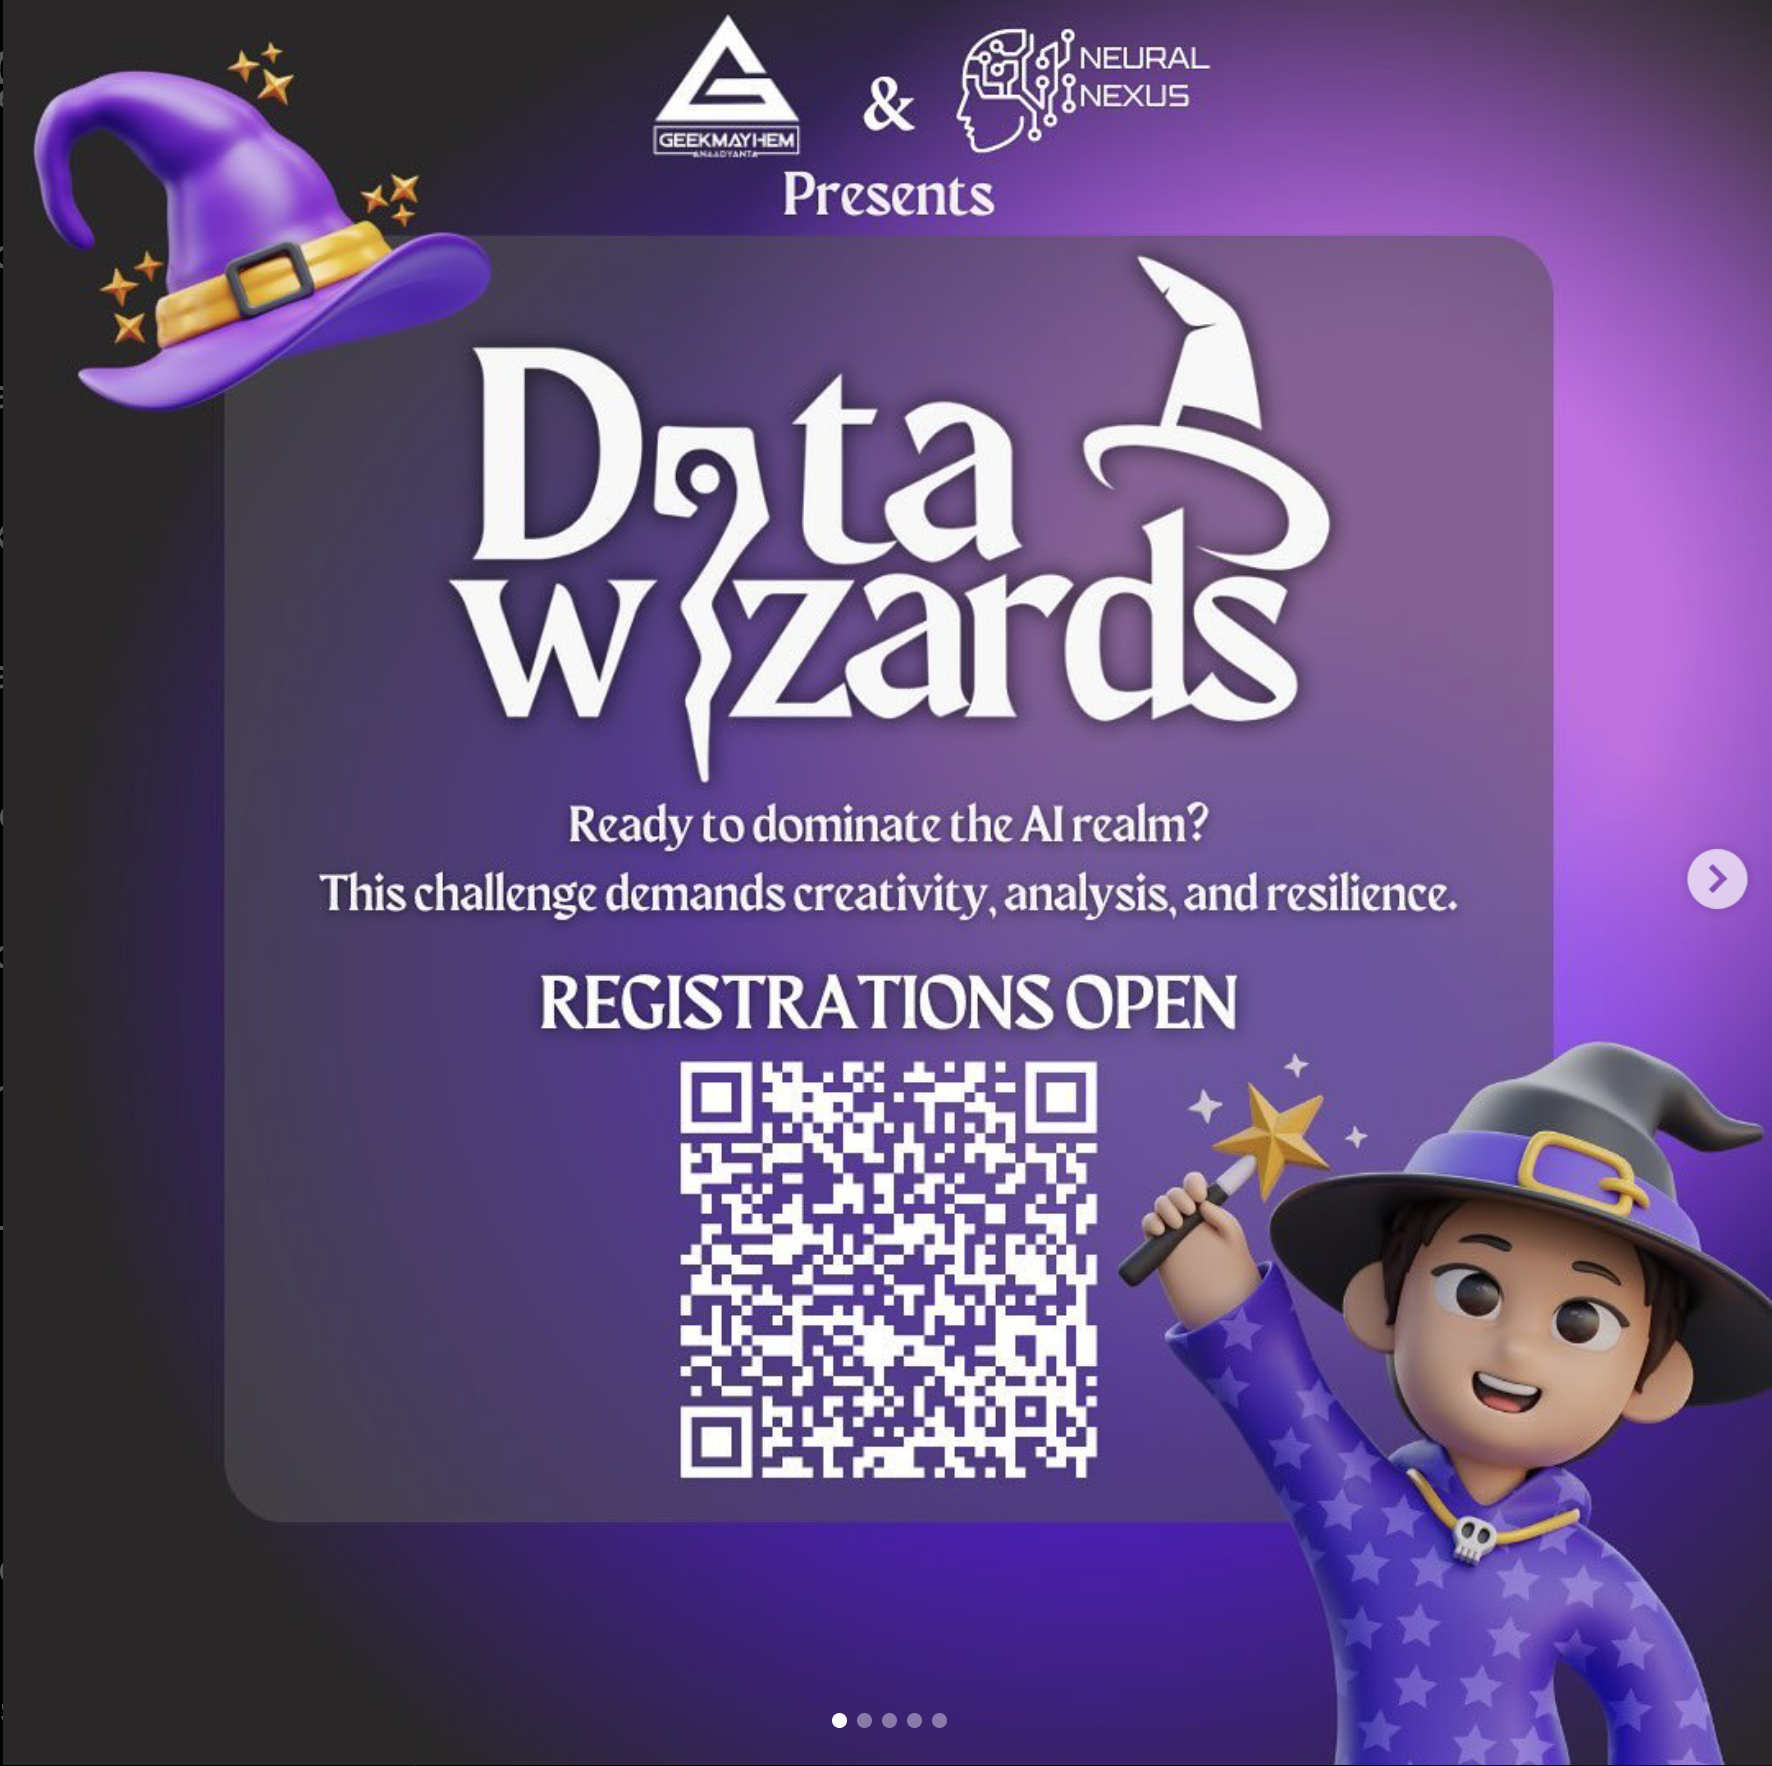 GEEKMAYHEM
ANAADYANTA
&
NEURAL
NEXUS
Presents
Data
wizards
Ready to dominate the AI realm?
This challenge demands creativity, analysis, and resilience.
REGISTRATIONS OPEN